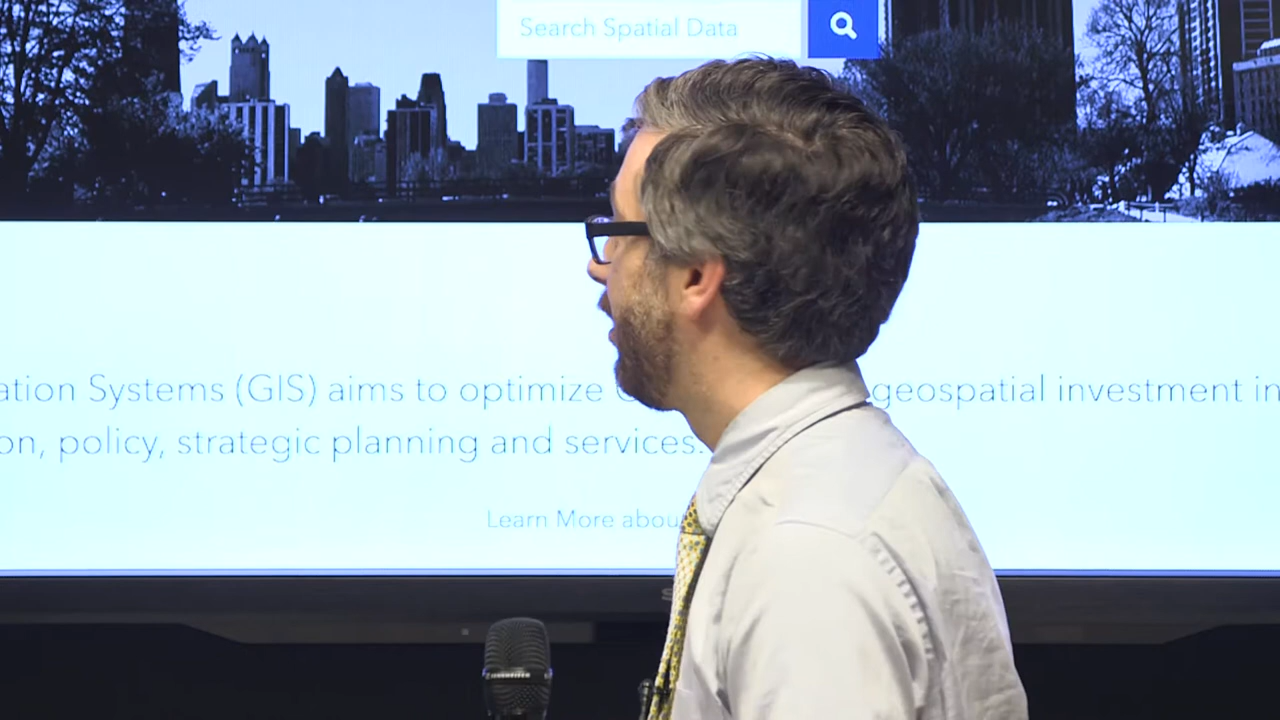 Search Spatial Data
ation Systems (GIS) aims to optimize geospatial investment in
on, policy, strategic planning and services.
Learn More abou
SENNHEISER